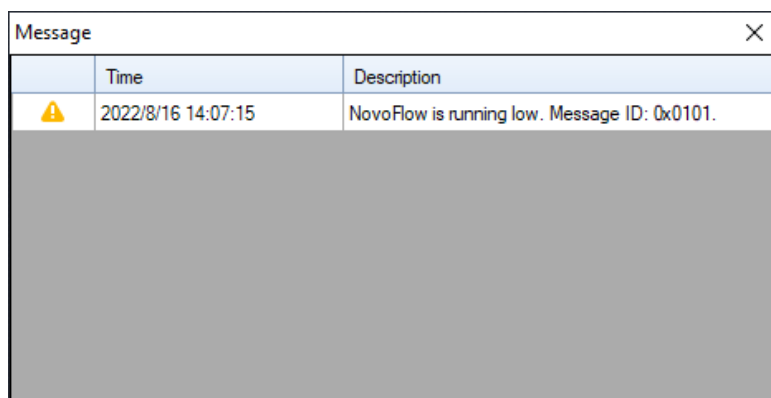 Message
Time Description
2022/8/16 14:07:15 NovoFlow is running low. Message ID: 0x0101.